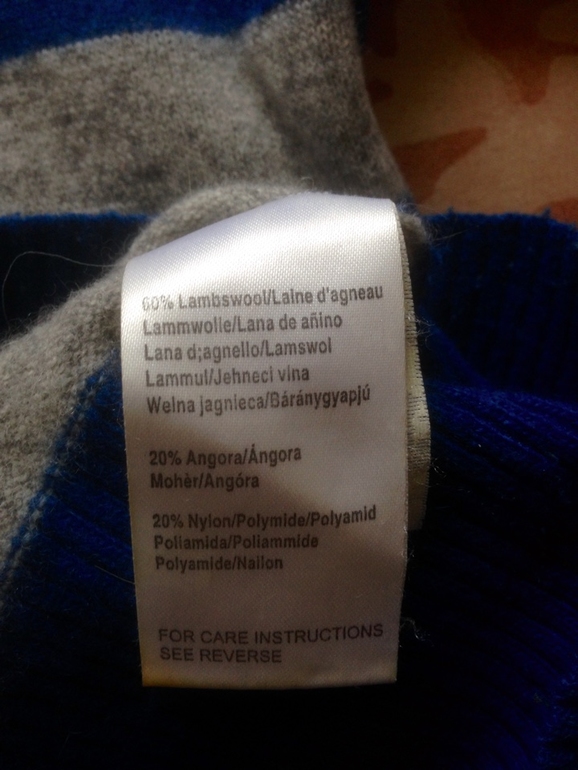 60% Lambswool/Laine d'agneau
Lammwolle/Lana de añino
Lana d;agnello/Lamswol
Lammul/Jehneci vlna
Welna jagnieca/Báránygyapjú
20% Angora/Ángora
Mohèr/Angóra
20% Nylon/Polymide/Polyamid
Poliamida/Poliammide
Polyamide/Nailon
FOR CARE INSTRUCTIONS
SEE REVERSE